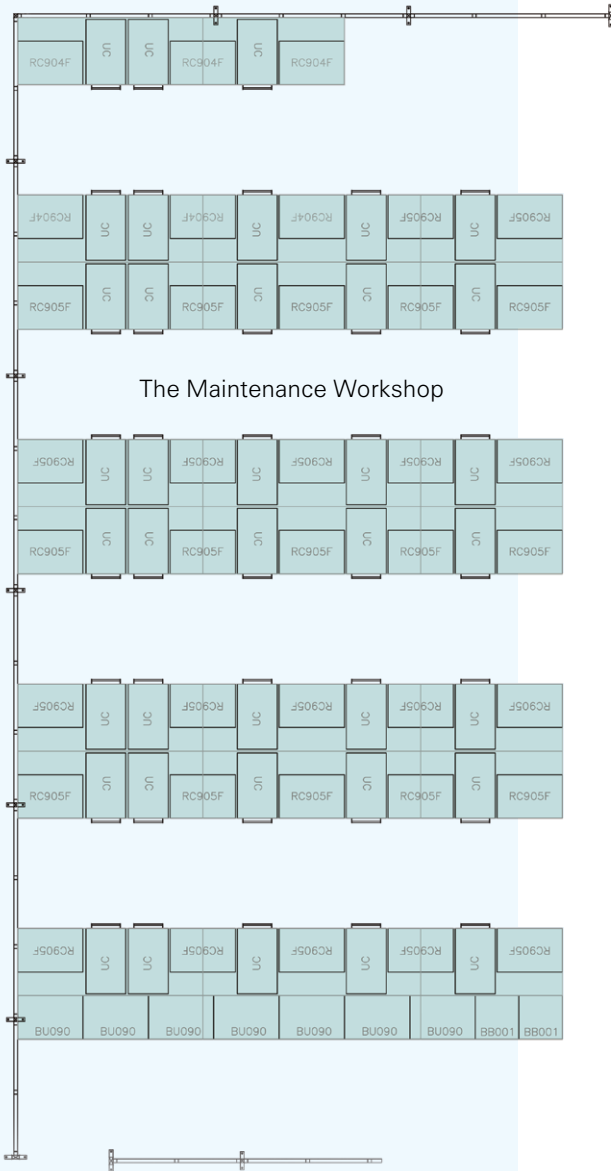 RC904F UC UC RC904F UC RC904F
RC904F UC UC RC904F UC RC904F UC RC905F UC RC905F
RC905F UC UC RC905F UC RC905F UC RC905F UC RC905F
The Maintenance Workshop
RC905F UC UC RC905F UC RC905F UC RC905F UC RC905F
RC905F UC UC RC905F UC RC905F UC RC905F UC RC905F
RC905F UC UC RC905F UC RC905F UC RC905F UC RC905F
RC905F UC UC RC905F UC RC905F UC RC905F UC RC905F
RC905F UC UC RC905F UC RC905F UC RC905F UC RC905F
BU090 BU090 BU090 BU090 BU090 BU090 BU090 BB001 BB001